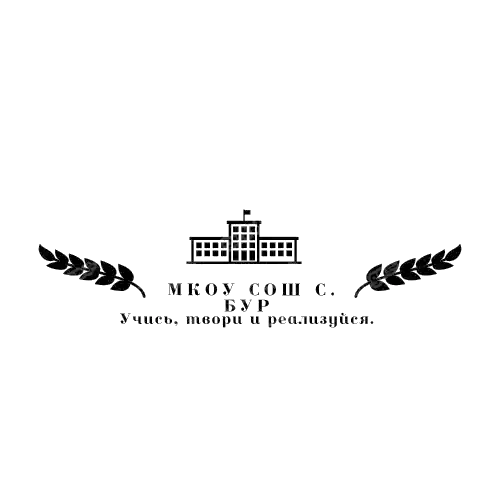 МКОУ СОШ С.
БУР
Учись, твори и реализуйся.